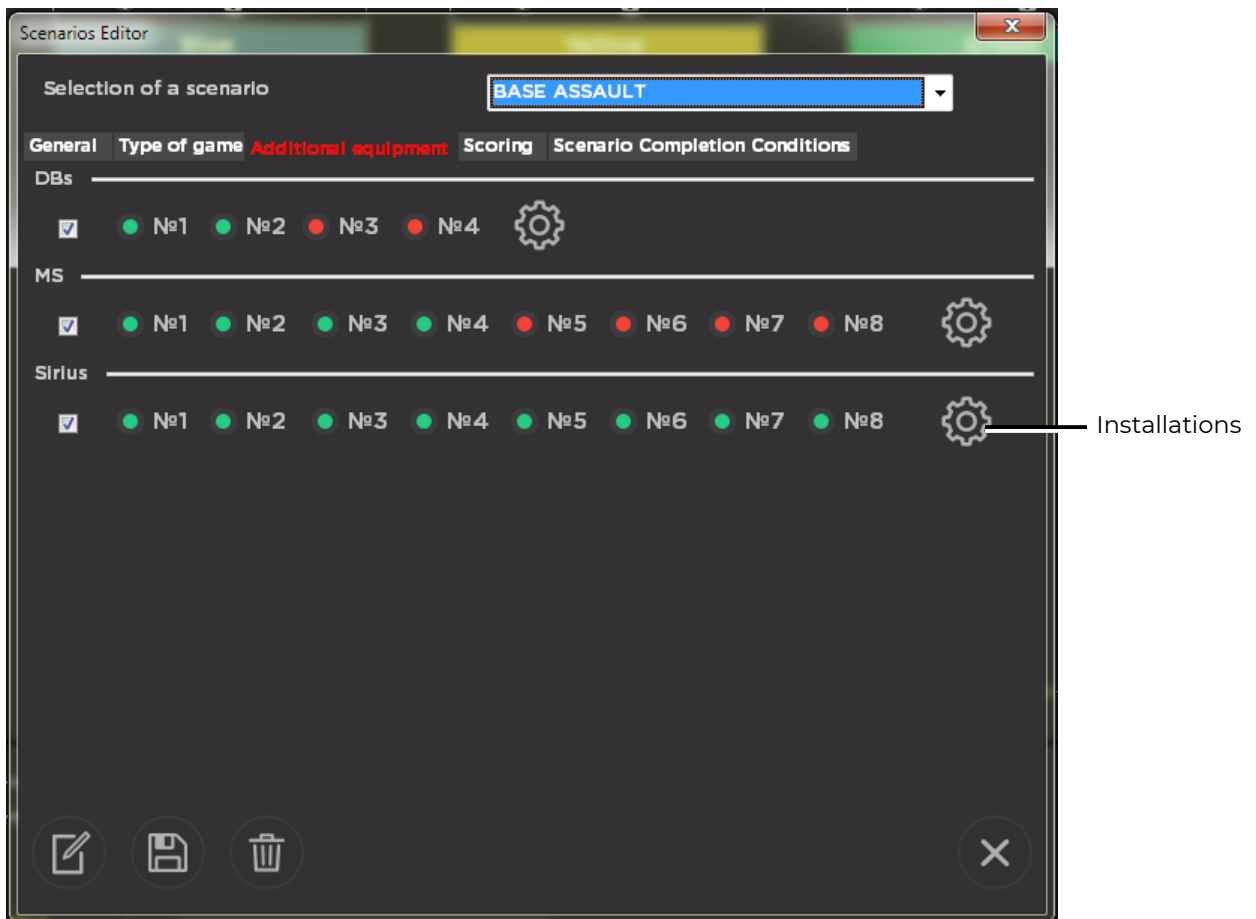 Scenarios Editor
Blue Yellow
Selection of a scenario BASE ASSAULT
General Type of game Additional equipment Scoring Scenario Completion Conditions
DBs
№1 №2 №3 №4
MS
№1 №2 №3 №4 №5 №6 №7 №8
Sirius
№1 №2 №3 №4 №5 №6 №7 №8
Installations